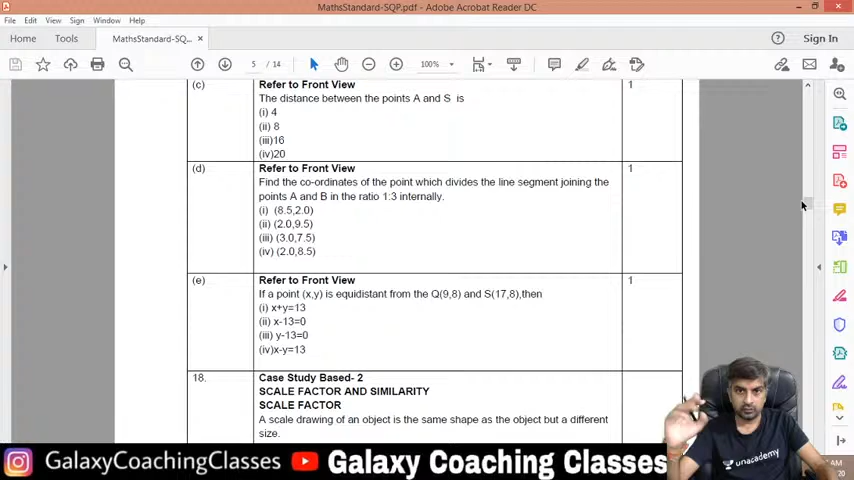 MathsStandard-SQP.pdf - Adobe Acrobat Reader DC
File Edit View Sign Window Help
Home Tools MathsStandard-SQ... × Sign In
5 / 14 100%
(c) Refer to Front View 1
The distance between the points A and S is
(i) 4
(ii) 8
(iii)16
(iv)20
(d) Refer to Front View 1
Find the co-ordinates of the point which divides the line segment joining the
points A and B in the ratio 1:3 internally.
(i) (8.5,2.0)
(ii) (2.0,9.5)
(iii) (3.0,7.5)
(iv) (2.0,8.5)
(e) Refer to Front View 1
If a point (x,y) is equidistant from the Q(9,8) and S(17,8),then
(i) x+y=13
(ii) x-13=0
(iii) y-13=0
(iv)x-y=13
18. Case Study Based- 2
SCALE FACTOR AND SIMILARITY
SCALE FACTOR
A scale drawing of an object is the same shape as the object but a different
size.
unacademy
GalaxyCoachingClasses Galaxy Coaching Classes
AM
20